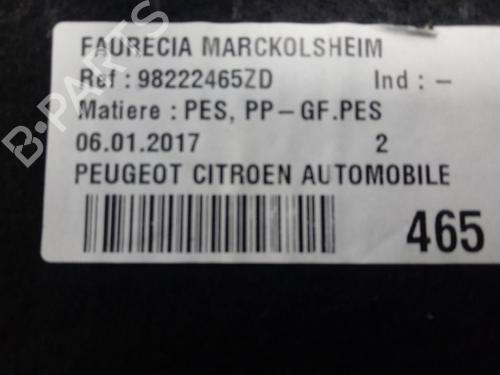 FAURECIA MARCKOLSHEIM
Ref : 98222465ZD Ind : –
Matiere : PES, PP – GF.PES
06.01.2017 2
PEUGEOT CITROEN AUTOMOBILE
465
B-PARTS